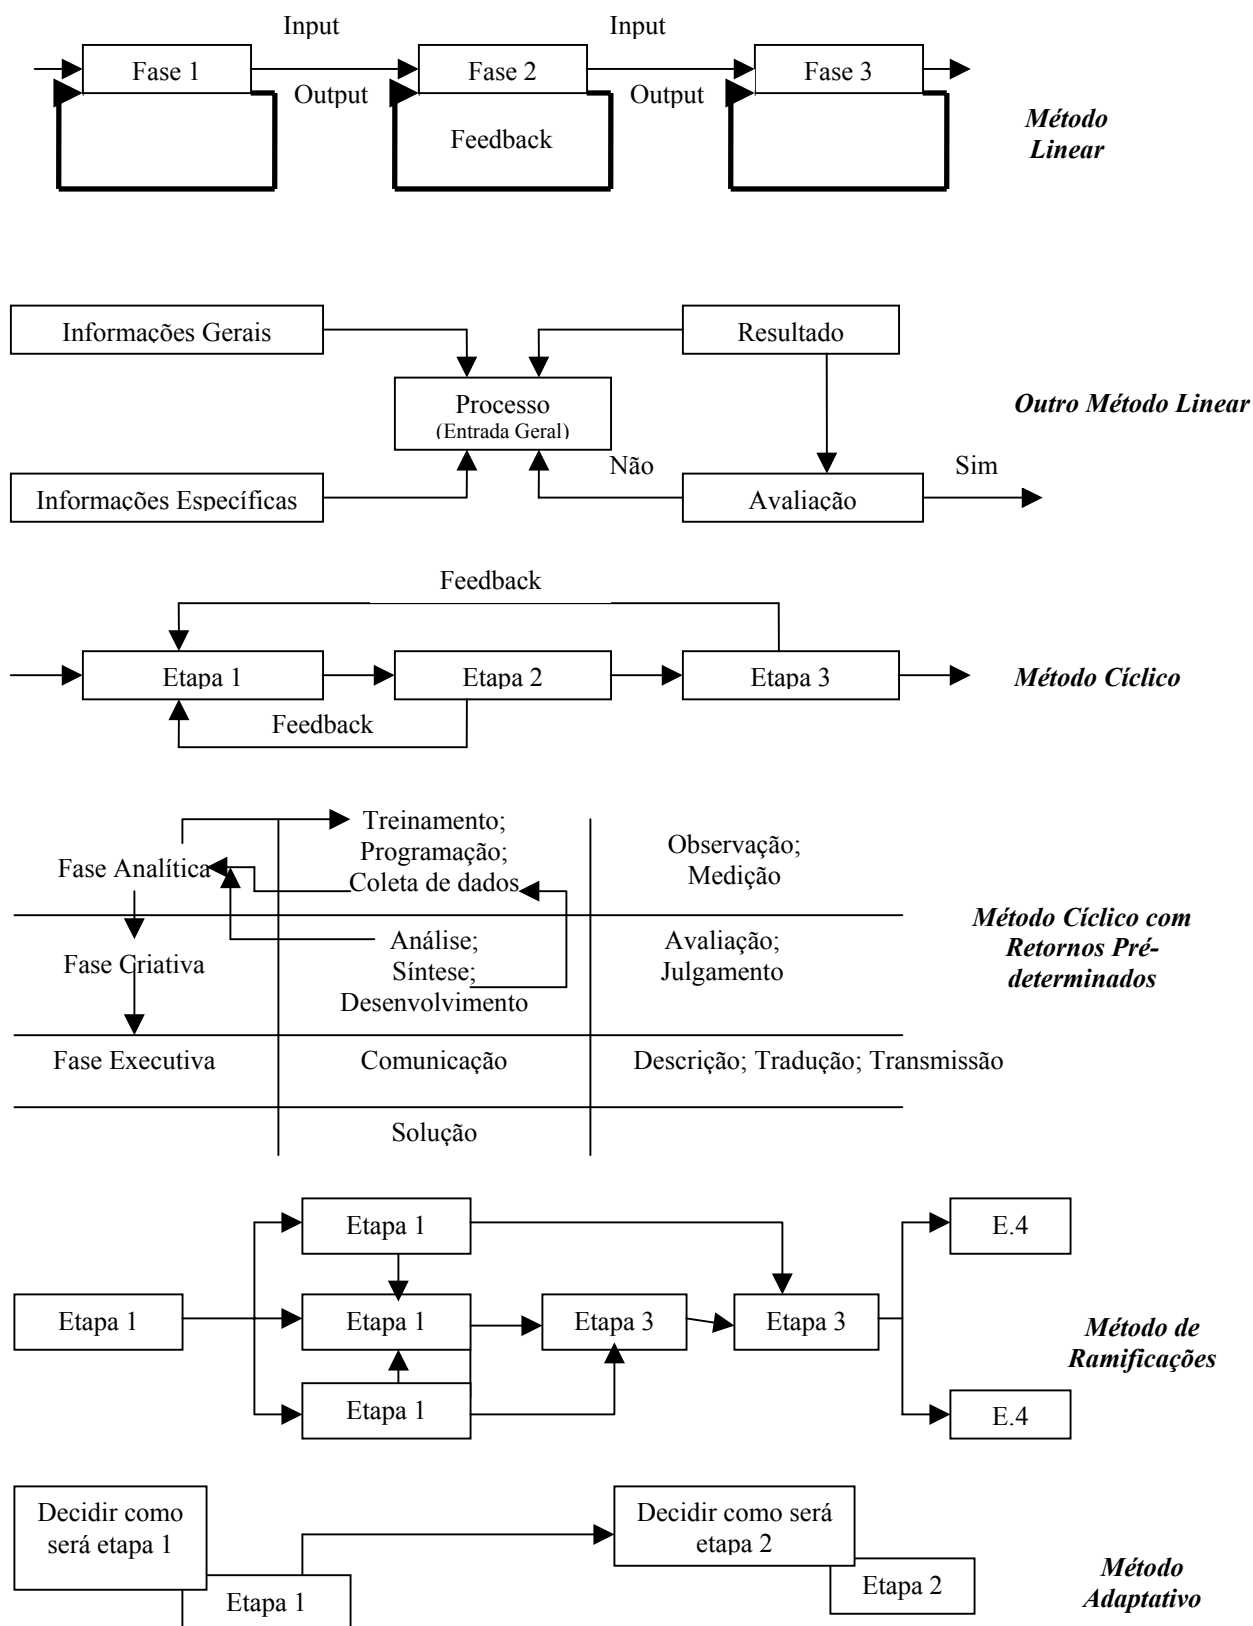 Input
Input
Fase 1
Fase 2
Fase 3
Output
Output
Feedback
Método
Linear
Informações Gerais
Resultado
Processo
(Entrada Geral)
Outro Método Linear
Não
Sim
Informações Específicas
Avaliação
Feedback
Etapa 1
Etapa 2
Etapa 3
Método Cíclico
Feedback
Fase Analítica
Treinamento;
Programação;
Coleta de dados
Observação;
Medição
Fase Criativa
Análise;
Síntese;
Desenvolvimento
Avaliação;
Julgamento
Método Cíclico com
Retornos Pré-
determinados
Fase Executiva
Comunicação
Descrição; Tradução; Transmissão
Solução
Etapa 1
E.4
Etapa 1
Etapa 1
Etapa 3
Etapa 3
Método de
Ramificações
Etapa 1
E.4
Decidir como
será etapa 1
Decidir como será
etapa 2
Etapa 1
Etapa 2
Método
Adaptativo